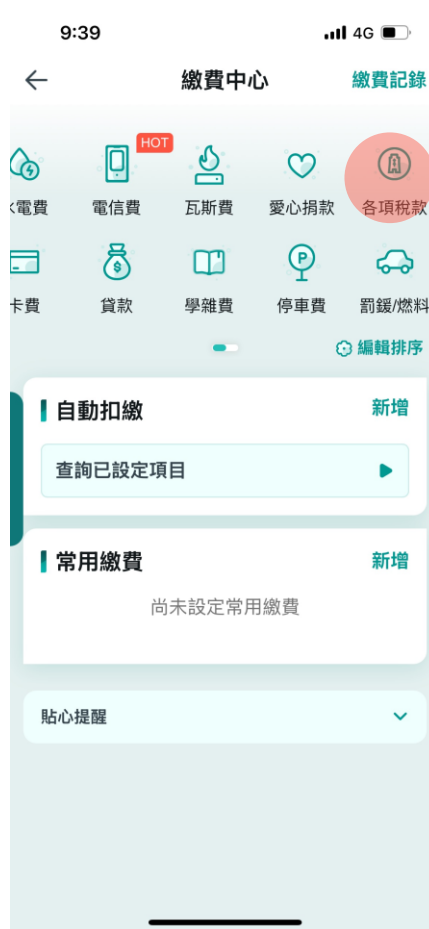 9:39
4G
繳費中心
繳費記錄
HOT
水電費
電信費
瓦斯費
愛心捐款
各項稅款
卡費
貸款
學雜費
停車費
罰鍰/燃料
編輯排序
自動扣繳
新增
查詢已設定項目
常用繳費
新增
尚未設定常用繳費
貼心提醒